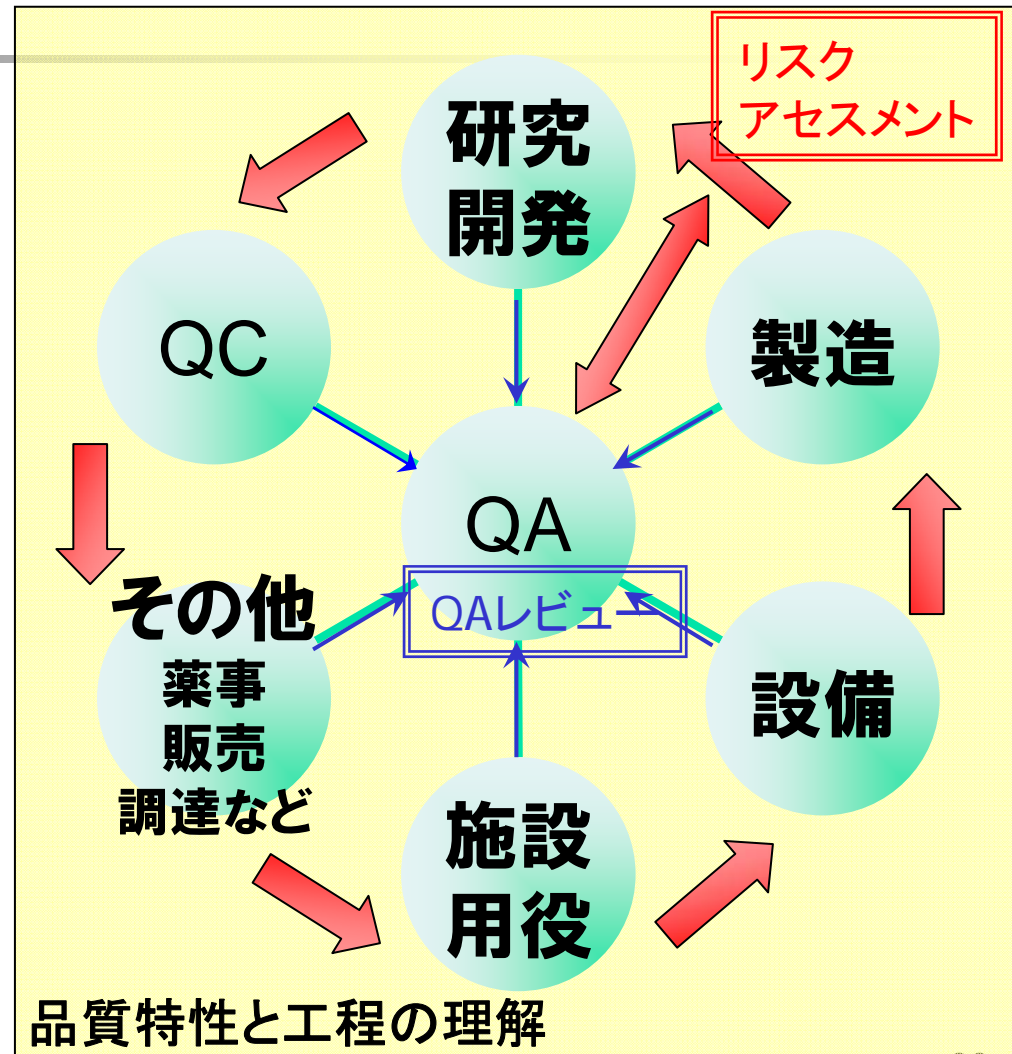 リスク
アセスメント
研究
開発
QC
製造
QA
QAレビュー
その他
薬事
販売
調達など
設備
施設
用役
品質特性と工程の理解